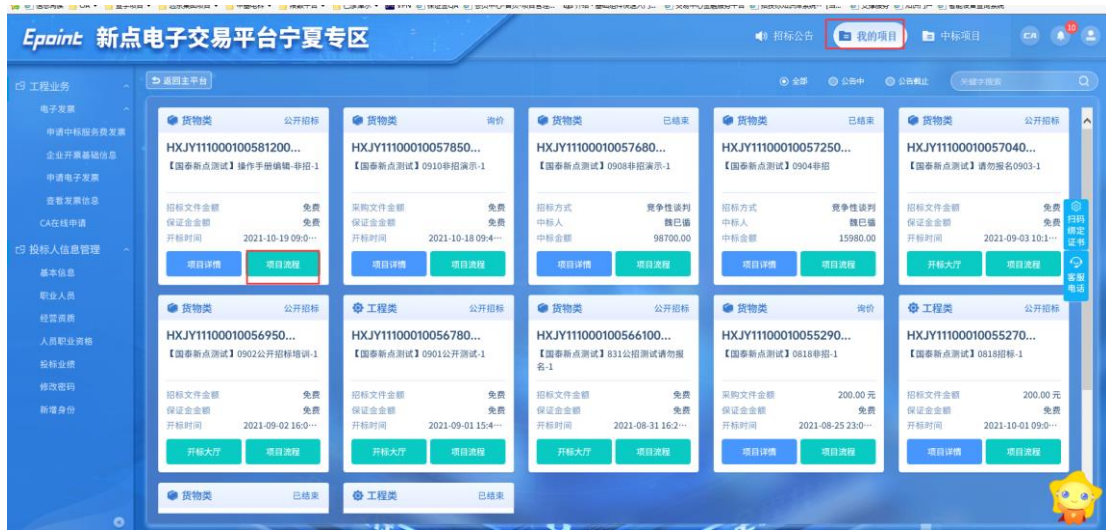 Epoint 新点电子交易平台宁夏专区
招标公告 我的项目 中标项目 CA
返回主平台 全部 公告中 公告截止 关键字搜索
工程业务
电子发票
申请中标服务费发票
企业开票基础信息
申请电子发票
查看发票信息
CA在线申请
投标人信息管理
基本信息
职业人员
经营资质
人员职业资格
投标业绩
修改密码
新增身份
货物类 公开招标
HXJY111000100581200...
【国泰新点测试】操作手册编辑-非招-1
招标文件金额 免费
保证金金额 免费
开标时间 2021-10-19 09:0···
项目详情 项目流程
货物类 询价
HXJY11100010057850...
【国泰新点测试】0910非招演示-1
采购文件金额 免费
保证金金额 免费
开标时间 2021-10-18 09:4···
项目详情 项目流程
货物类 已结束
HXJY11100010057680...
【国泰新点测试】0908非招演示-1
招标方式 竞争性谈判
中标人 魏巳循
中标金额 98700.00
项目详情 项目流程
货物类 已结束
HXJY11100010057250...
【国泰新点测试】0904非招
招标方式 竞争性谈判
中标人 魏巳循
中标金额 15980.00
项目详情 项目流程
货物类 公开招标
HXJY11100010057040...
【国泰新点测试】请勿报名0903-1
招标文件金额 免费
保证金金额 免费
开标时间 2021-09-03 10:1···
开标大厅 项目流程
扫码
绑定
证书
客服
电话
货物类 公开招标
HXJY11100010056950...
【国泰新点测试】0902公开招标培训-1
招标文件金额 免费
保证金金额 免费
开标时间 2021-09-02 16:0···
开标大厅 项目流程
工程类 公开招标
HXJY11100010056780...
【国泰新点测试】0901公开测试-1
招标文件金额 免费
保证金金额 免费
开标时间 2021-09-01 15:4···
开标大厅 项目流程
货物类 公开招标
HXJY111000100566100...
【国泰新点测试】831公招测试请勿报
名-1
招标文件金额 免费
保证金金额 免费
开标时间 2021-08-31 16:2···
开标大厅 项目流程
货物类 询价
HXJY11100010055290...
【国泰新点测试】0818非招-1
采购文件金额 200.00 元
保证金金额 免费
开标时间 2021-08-25 23:0···
项目详情 项目流程
工程类 公开招标
HXJY11100010055270...
【国泰新点测试】0818招标-1
招标文件金额 200.00 元
保证金金额 免费
开标时间 2021-10-01 09:0···
项目详情 项目流程
货物类 已结束
工程类 已结束